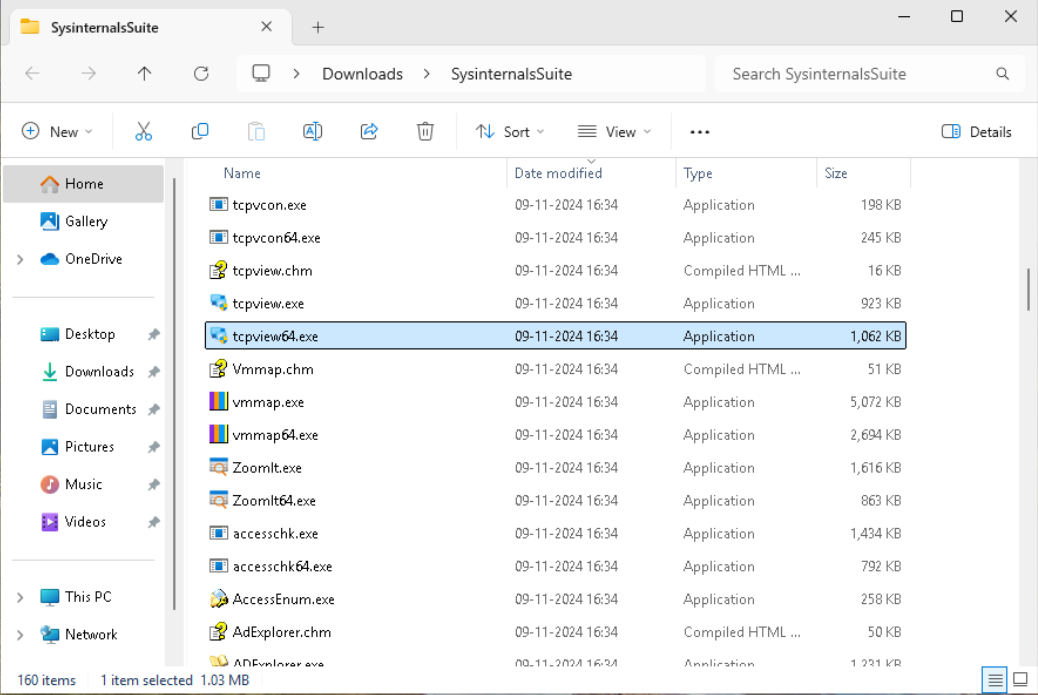 SysinternalsSuite
Downloads > SysinternalsSuite
Search SysinternalsSuite
New
Sort
View
Details
Home
Gallery
OneDrive
Desktop
Downloads
Documents
Pictures
Music
Videos
This PC
Network
Name Date modified Type Size
tcpvcon.exe 09-11-2024 16:34 Application 198 KB
tcpvcon64.exe 09-11-2024 16:34 Application 245 KB
tcpview.chm 09-11-2024 16:34 Compiled HTML ... 16 KB
tcpview.exe 09-11-2024 16:34 Application 923 KB
tcpview64.exe 09-11-2024 16:34 Application 1,062 KB
Vmmap.chm 09-11-2024 16:34 Compiled HTML ... 51 KB
vmmap.exe 09-11-2024 16:34 Application 5,072 KB
vmmap64.exe 09-11-2024 16:34 Application 2,694 KB
ZoomIt.exe 09-11-2024 16:34 Application 1,616 KB
ZoomIt64.exe 09-11-2024 16:34 Application 863 KB
accesschk.exe 09-11-2024 16:34 Application 1,434 KB
accesschk64.exe 09-11-2024 16:34 Application 792 KB
AccessEnum.exe 09-11-2024 16:34 Application 258 KB
AdExplorer.chm 09-11-2024 16:34 Compiled HTML ... 50 KB
ADExplorer.exe 09-11-2024 16:34 Application 1,231 KB
160 items 1 item selected 1.03 MB